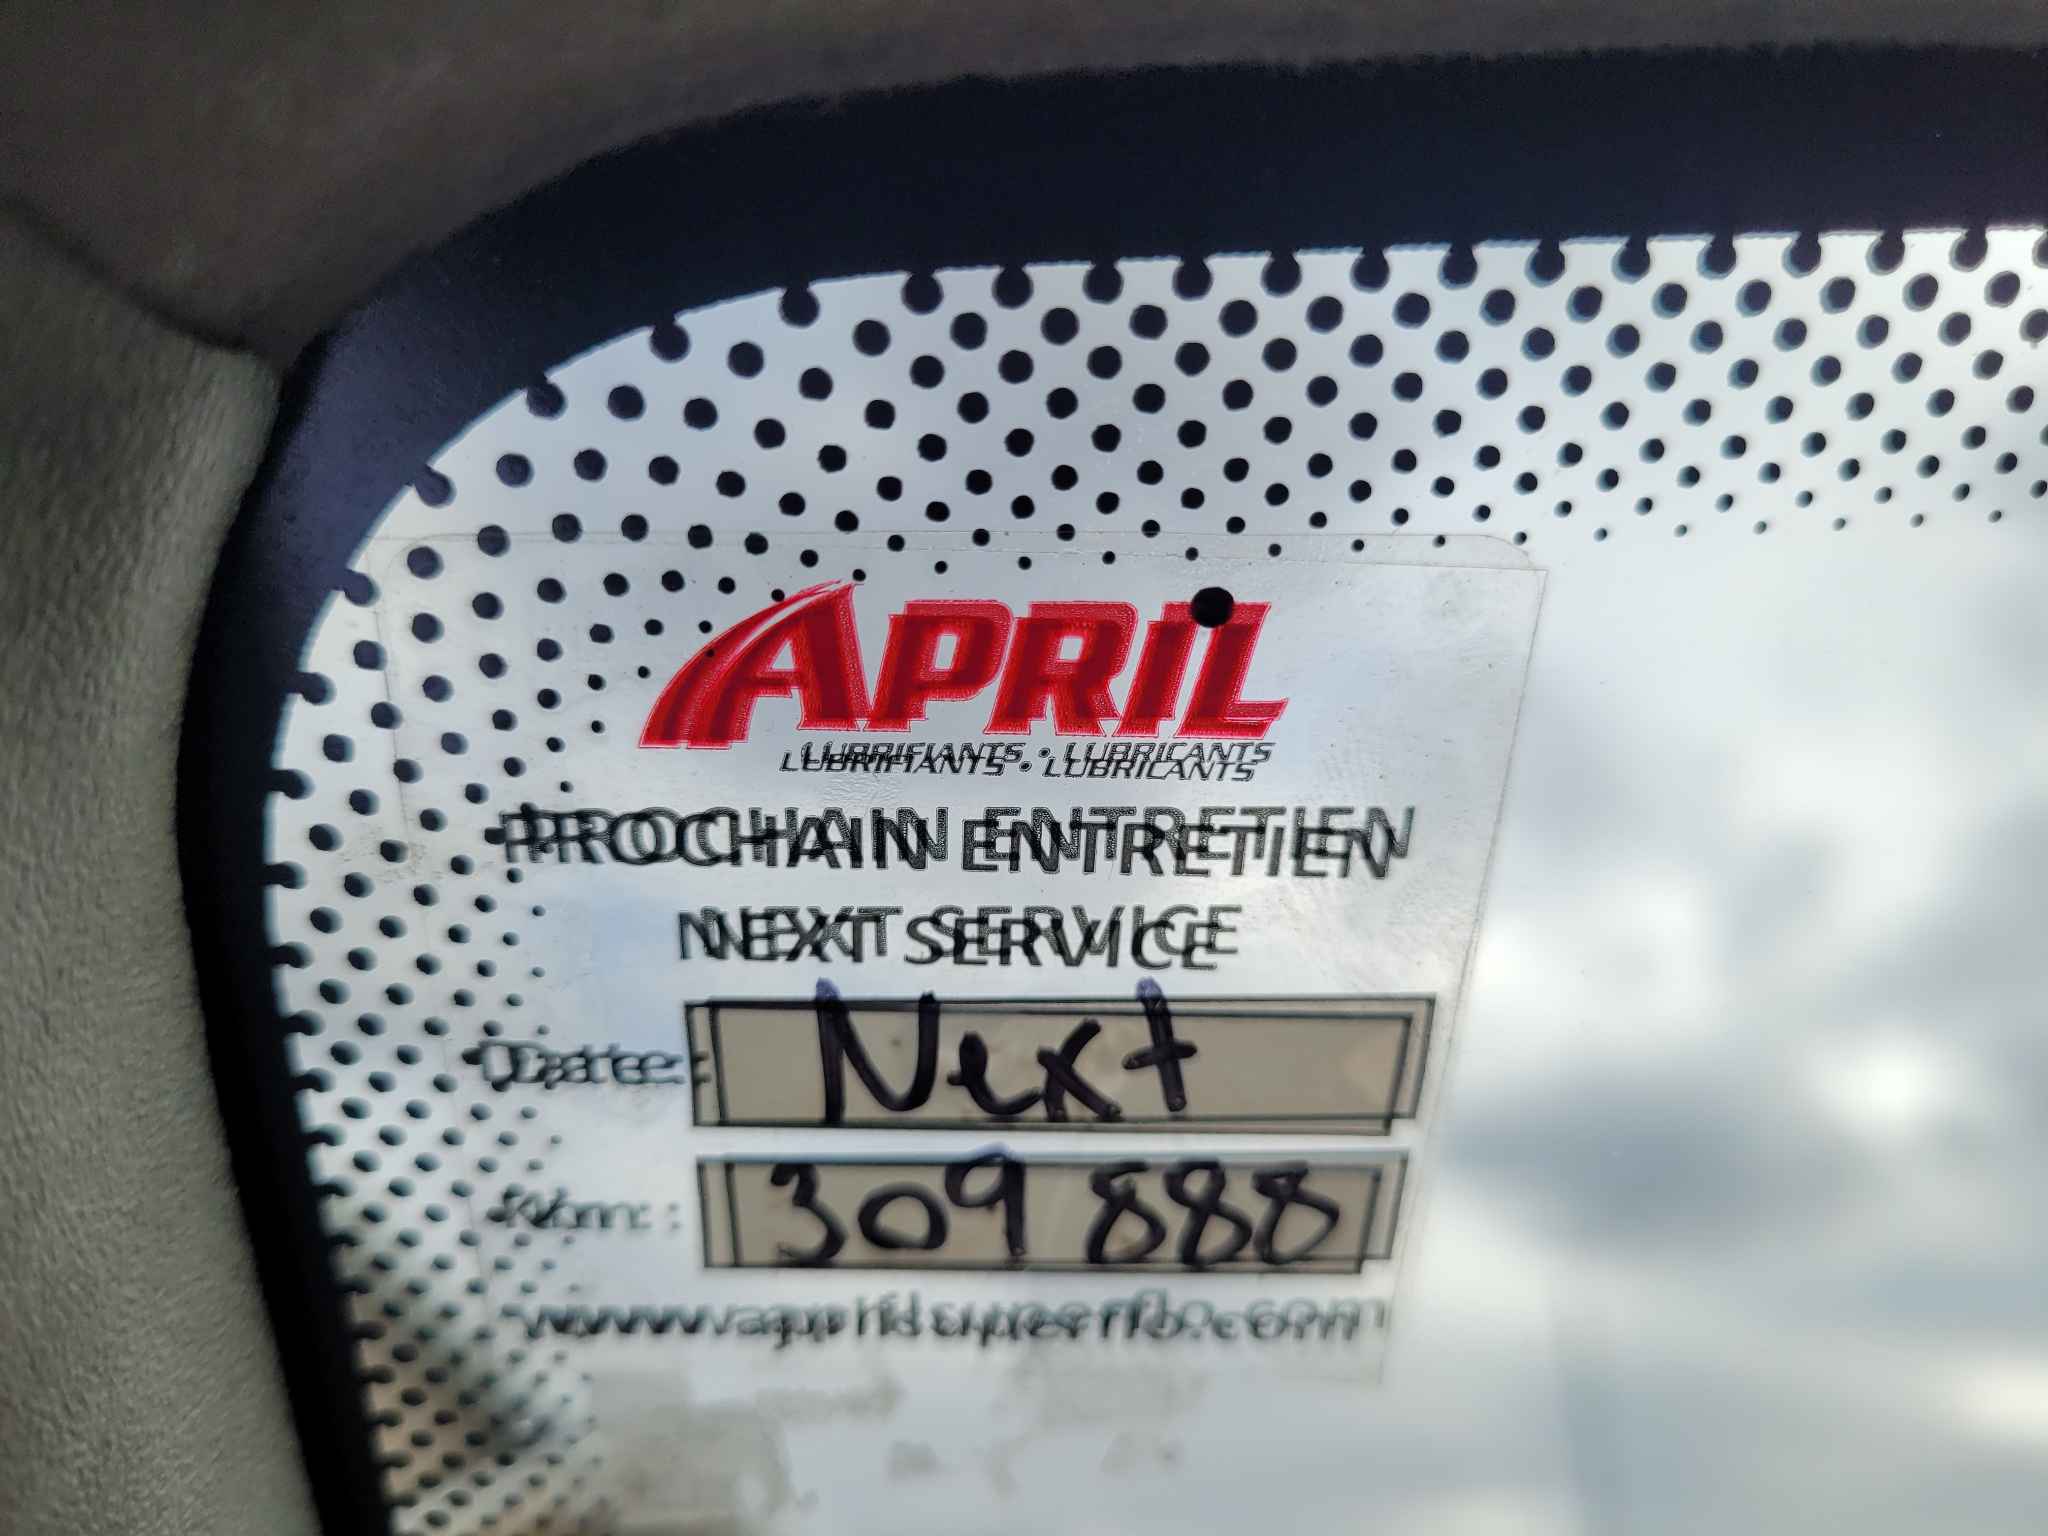 APRIL
LUBRIFIANTS • LUBRICANTS
PROCHAIN ENTRETIEN
NEXT SERVICE
Date: Next
Km: 309 888
www.aprilsuperflo.com